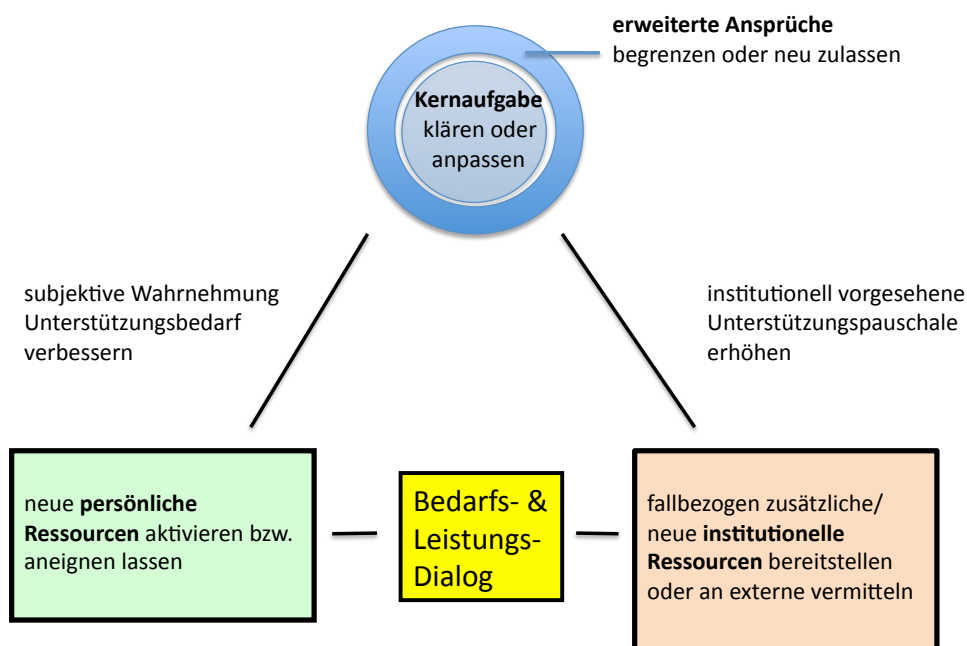 erweiterte Ansprüche
begrenzen oder neu zulassen
Kernaufgabe
klären oder
anpassen
subjektive Wahrnehmung
Unterstützungsbedarf
verbessern
institutionell vorgesehene
Unterstützungspauschale
erhöhen
neue persönliche
Ressourcen aktivieren bzw.
aneignen lassen
Bedarfs- &
Leistungs-
Dialog
fallbezogen zusätzliche/
neue institutionelle
Ressourcen bereitstellen
oder an externe vermitteln